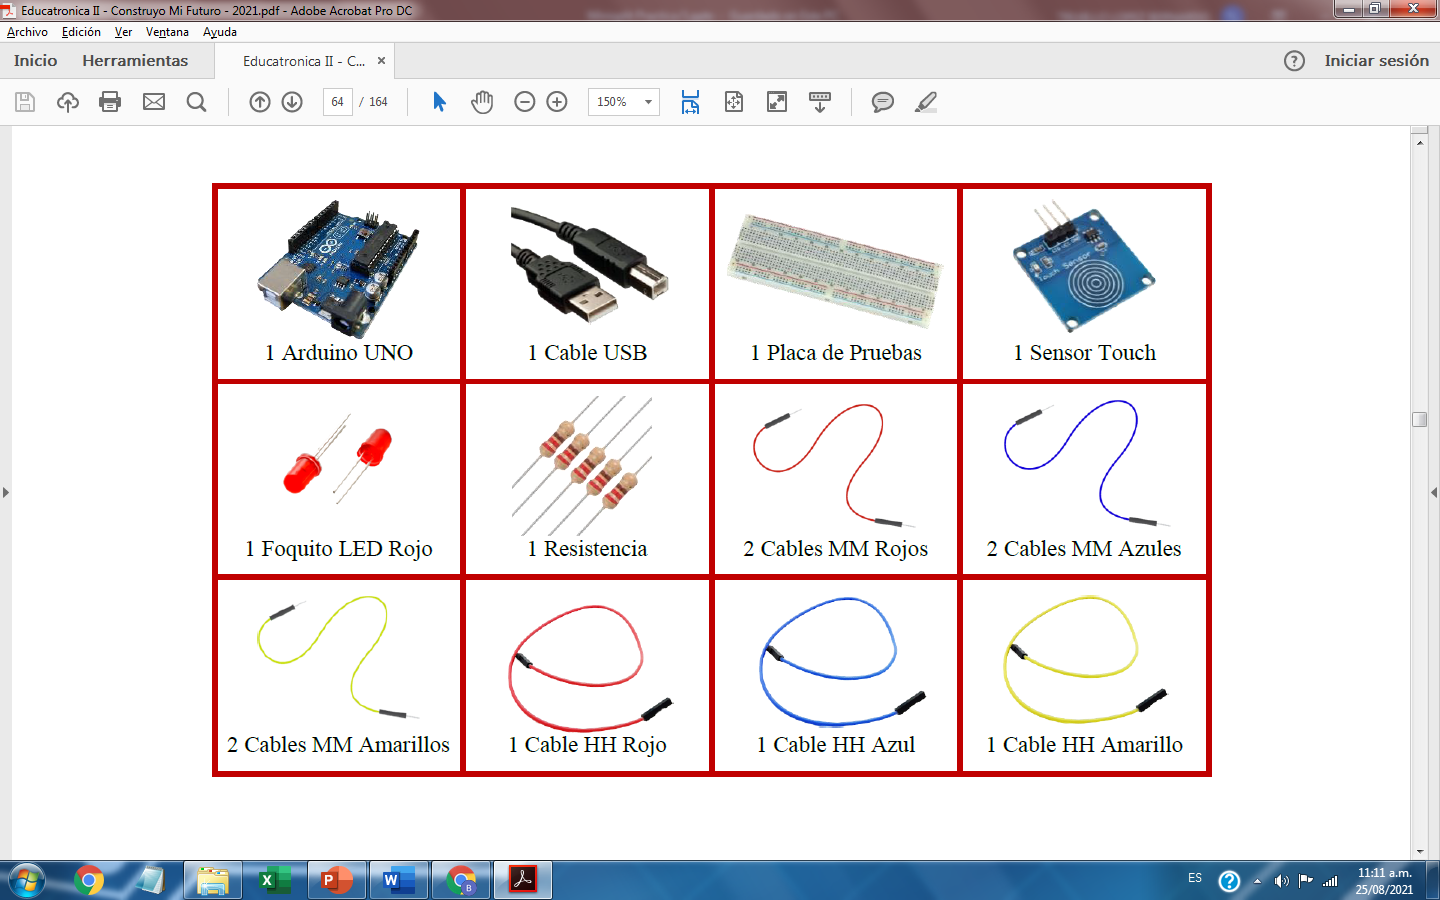 Educatronica II - Construyo Mi Futuro - 2021.pdf - Adobe Acrobat Pro DC
Archivo Edición Ver Ventana Ayuda
Inicio Herramientas Educatronica II - C... × ? Iniciar sesión
64 / 164 150%
1 Arduino UNO
1 Cable USB
1 Placa de Pruebas
Touch Sensor
1 Sensor Touch
1 Foquito LED Rojo
1 Resistencia
2 Cables MM Rojos
2 Cables MM Azules
2 Cables MM Amarillos
1 Cable HH Rojo
1 Cable HH Azul
1 Cable HH Amarillo
ES
11:11 a.m.
25/08/2021